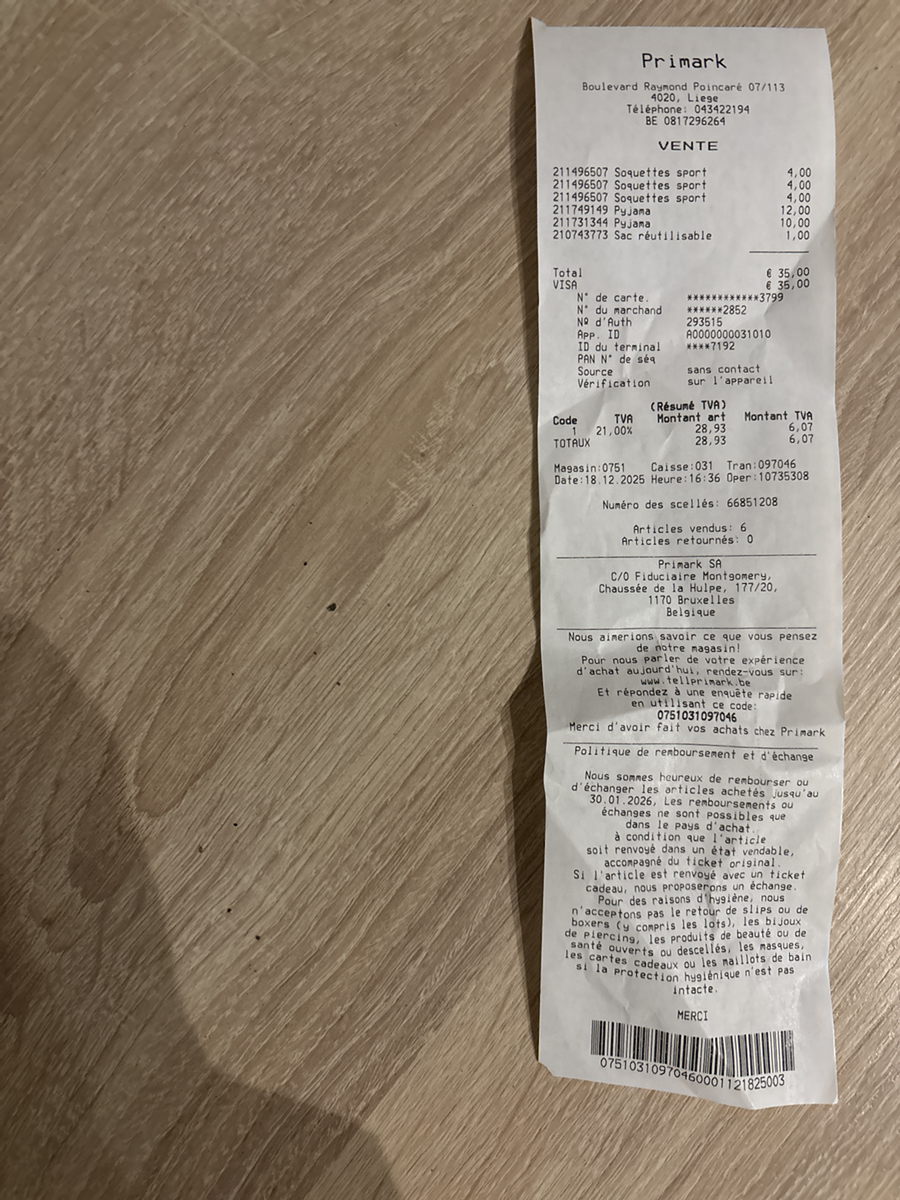 Primark
Boulevard Raymond Poincaré 07/113
4020, Liege
Téléphone: 043422194
BE 0817296264
VENTE
211496507 Soquettes sport 4,00
211496507 Soquettes sport 4,00
211496507 Soquettes sport 4,00
211749149 Pyjama 12,00
211731344 Pyjama 10,00
210743773 Sac réutilisable 1,00
Total € 35,00
VISA € 35,00
N° de carte. ************3799
N° du marchand ******2852
Nº d'Auth 293515
App. ID A0000000031010
ID du terminal ****7192
PAN N° de séq
Source sans contact
Vérification sur l'appareil
(Résumé TVA)
Code TVA Montant art Montant TVA
1 21,00% 28,93 6,07
TOTAUX 28,93 6,07
Magasin:0751 Caisse:031 Tran:097046
Date:18.12.2025 Heure:16:36 Oper:10735308
Numéro des scellés: 66851208
Articles vendus: 6
Articles retournés: 0
Primark SA
C/O Fiduciaire Montgomery,
Chaussée de la Hulpe, 177/20,
1170 Bruxelles
Belgique
Nous aimerions savoir ce que vous pensez
de notre magasin!
Pour nous parler de votre expérience
d'achat aujourd'hui, rendez-vous sur:
www.tellprimark.be
Et répondez à une enquête rapide
en utilisant ce code:
0751031097046
Merci d'avoir fait vos achats chez Primark
Politique de remboursement et d'échange
Nous sommes heureux de rembourser ou
d'échanger les articles achetés jusqu'au
30.01.2026, Les remboursements ou
échanges ne sont possibles que
dans le pays d'achat.
à condition que l'article
soit renvoyé dans un état vendable,
accompagné du ticket original.
Si l'article est renvoyé avec un ticket
cadeau, nous proposerons un échange.
Pour des raisons d'hygiène, nous
n'acceptons pas le retour de slips ou de
boxers (y compris les lots), les bijoux
de piercing, les produits de beauté ou de
santé ouverts ou descellés, les masques,
les cartes cadeaux ou les maillots de bain
si la protection hygiénique n'est pas
intacte.
MERCI
07510310970460001121825003